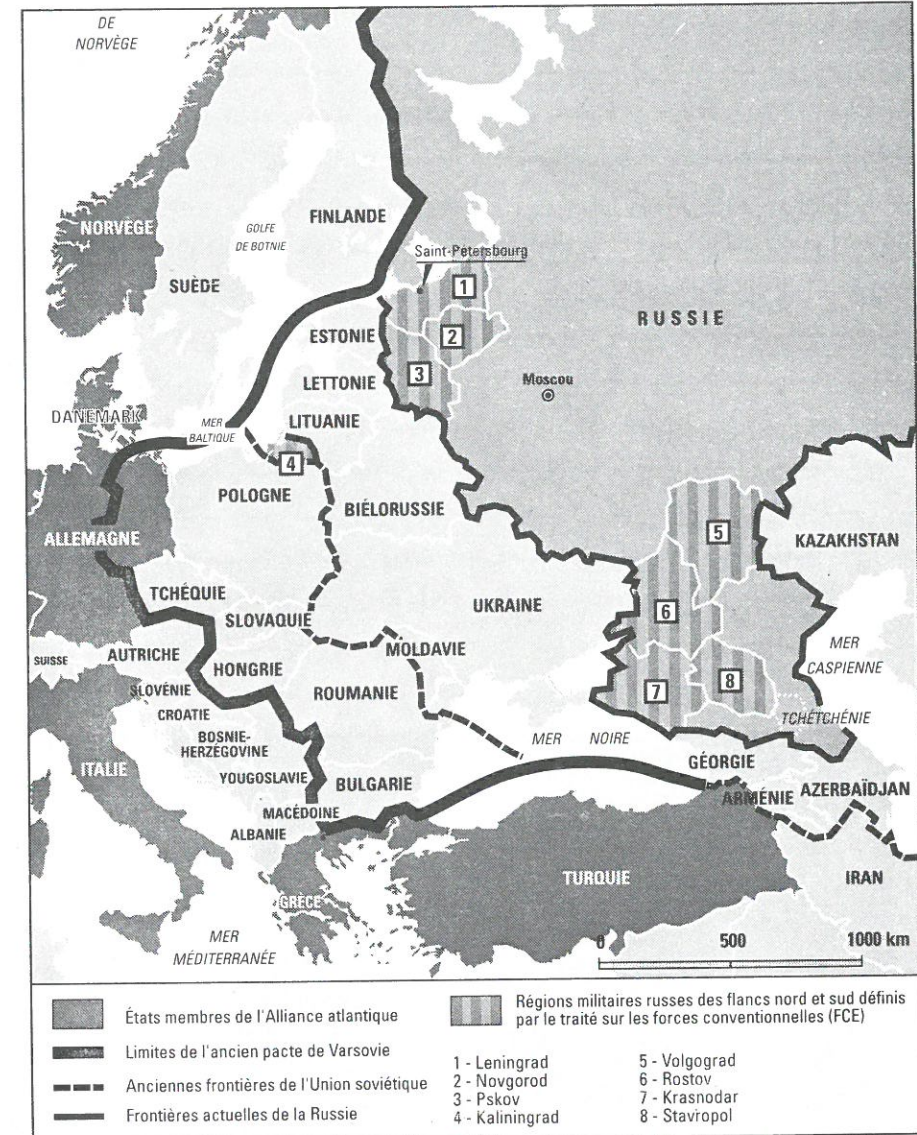 DE
NORVÈGE
NORVÈGE
FINLANDE
GOLFE
DE BOTNIE
SUÈDE
Saint-Pétersbourg
1
RUSSIE
2
ESTONIE
3
Moscou
LETTONIE
DANEMARK
MER
BALTIQUE
LITUANIE
4
POLOGNE
BIÉLORUSSIE
ALLEMAGNE
5
KAZAKHSTAN
TCHÉQUIE
UKRAINE
6
SLOVAQUIE
MER
CASPIENNE
SUISSE
AUTRICHE
MOLDAVIE
HONGRIE
7
8
SLOVÉNIE
ROUMANIE
TCHÉTCHÉNIE
CROATIE
BOSNIE-
HERZÉGOVINE
MER NOIRE
GÉORGIE
ITALIE
YOUGOSLAVIE
BULGARIE
ARMÉNIE
AZERBAÏDJAN
MACÉDOINE
ALBANIE
TURQUIE
IRAN
GRÈCE
MER
MÉDITERRANÉE
0 500 1000 km
États membres de l'Alliance atlantique
Limites de l'ancien pacte de Varsovie
Anciennes frontières de l'Union soviétique
Frontières actuelles de la Russie
Régions militaires russes des flancs nord et sud définis
par le traité sur les forces conventionnelles (FCE)
1 - Leningrad
2 - Novgorod
3 - Pskov
4 - Kaliningrad
5 - Volgograd
6 - Rostov
7 - Krasnodar
8 - Stavropol